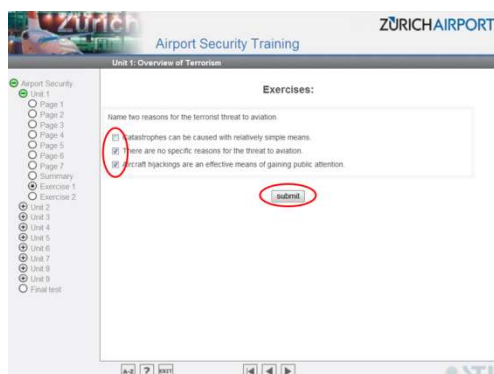 Zürich
ZÜRICHAIRPORT
Airport Security Training
Unit 1: Overview of Terrorism
Airport Security
Unit 1
Page 1
Page 2
Page 3
Page 4
Page 5
Page 6
Page 7
Summary
Exercise 1
Exercise 2
Unit 2
Unit 3
Unit 4
Unit 5
Unit 6
Unit 7
Unit 8
Unit 9
Final test
Exercises:
Name two reasons for the terrorist threat to aviation.
Catastrophes can be caused with relatively simple means.
There are no specific reasons for the threat to aviation.
Aircraft hijackings are an effective means of gaining public attention.
submit
A-Z ? EXIT